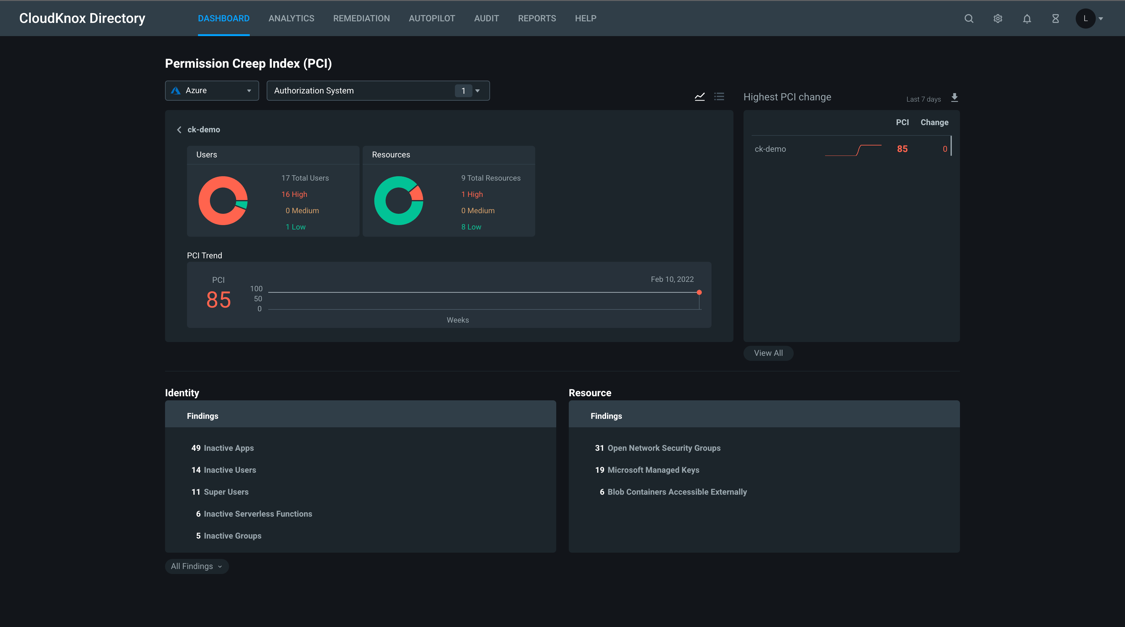 CloudKnox Directory
DASHBOARD ANALYTICS REMEDIATION AUTOPILOT AUDIT REPORTS HELP
L
Permission Creep Index (PCI)
Azure
Authorization System 1
ck-demo
Users
17 Total Users
16 High
0 Medium
1 Low
Resources
9 Total Resources
1 High
0 Medium
8 Low
PCI Trend
PCI
85
Feb 10, 2022
100
50
0
Weeks
Highest PCI change
Last 7 days
PCI Change
ck-demo 85 0
View All
Identity
Findings
49 Inactive Apps
14 Inactive Users
11 Super Users
6 Inactive Serverless Functions
5 Inactive Groups
All Findings
Resource
Findings
31 Open Network Security Groups
19 Microsoft Managed Keys
6 Blob Containers Accessible Externally